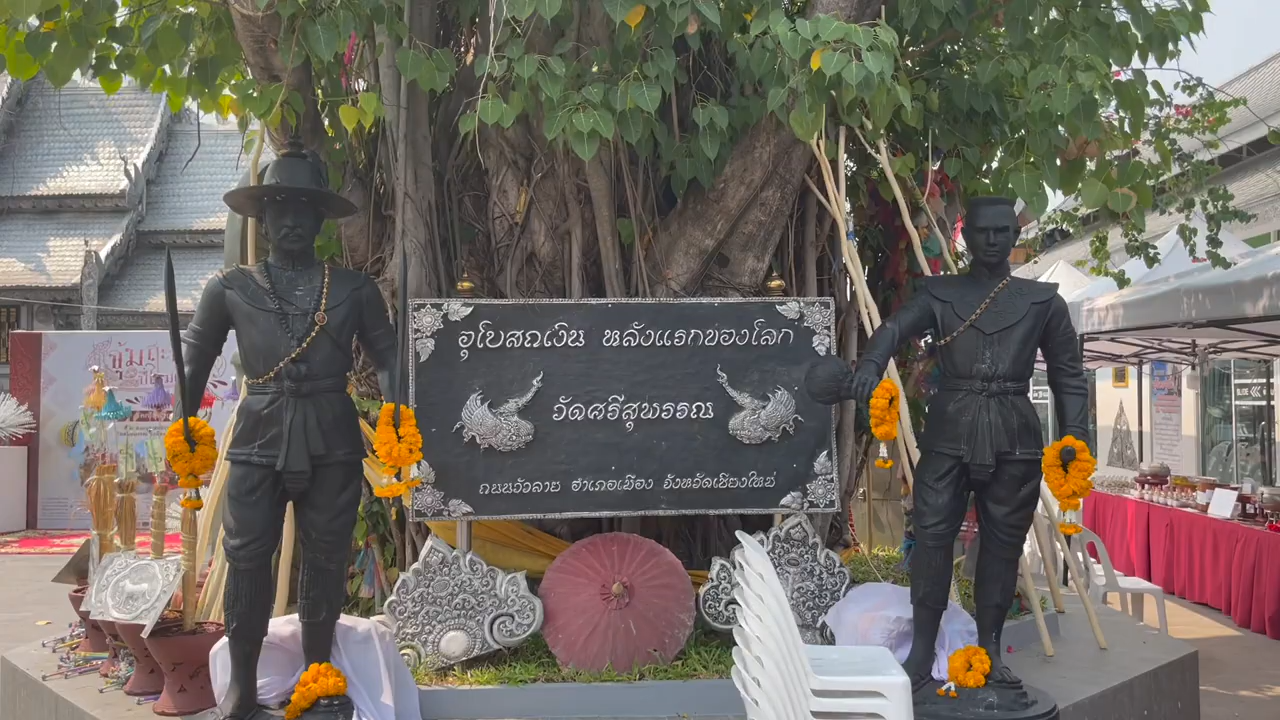 อุโบสถเงิน หลังแรกของโลก
วัดศรีสุพรรณ
ถนนวัวลาย อำเภอเมือง จังหวัดเชียงใหม่